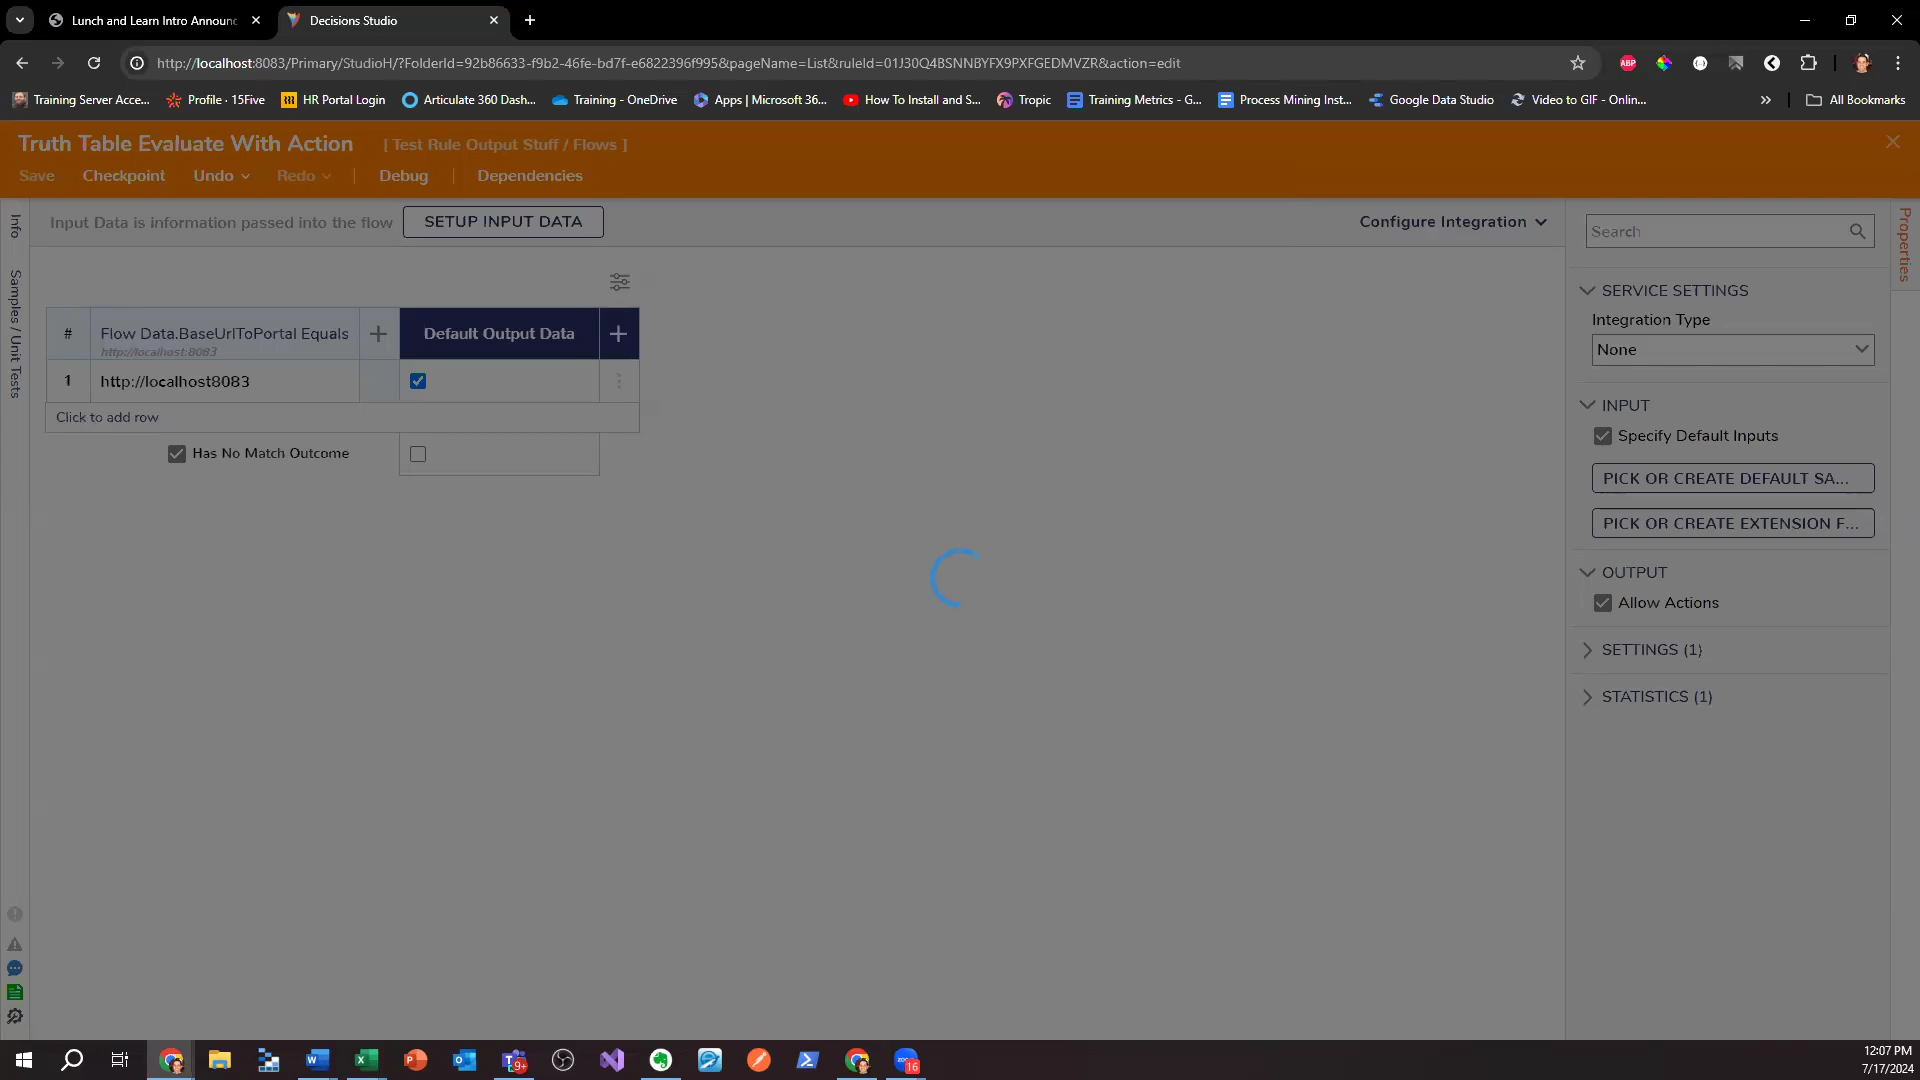 Lunch and Learn Intro Announc
Decisions Studio
http://localhost:8083/Primary/StudioH/?FolderId=92b86633-f9b2-46fe-bd7f-e6822396f995&pageName=List&ruleId=01J30Q4BSNNBYFX9PXFGEDMVZR&action=edit
ABP
Training Server Acce...
Profile · 15Five
HR Portal Login
Articulate 360 Dash...
Training - OneDrive
Apps | Microsoft 36...
How To Install and S...
Tropic
Training Metrics - G...
Process Mining Inst...
Google Data Studio
Video to GIF - Onlin...
All Bookmarks
Truth Table Evaluate With Action
[ Test Rule Output Stuff / Flows ]
Save
Checkpoint
Undo
Redo
Debug
Dependencies
Info
Samples / Unit Tests
Input Data is information passed into the flow
SETUP INPUT DATA
Configure Integration
#
Flow Data.BaseUrlToPortal Equals
http://localhost:8083
Default Output Data
1
http://localhost8083
Click to add row
Has No Match Outcome
Search
Properties
SERVICE SETTINGS
Integration Type
None
INPUT
Specify Default Inputs
PICK OR CREATE DEFAULT SA...
PICK OR CREATE EXTENSION F...
OUTPUT
Allow Actions
SETTINGS (1)
STATISTICS (1)
9+
16
12:07 PM
7/17/2024